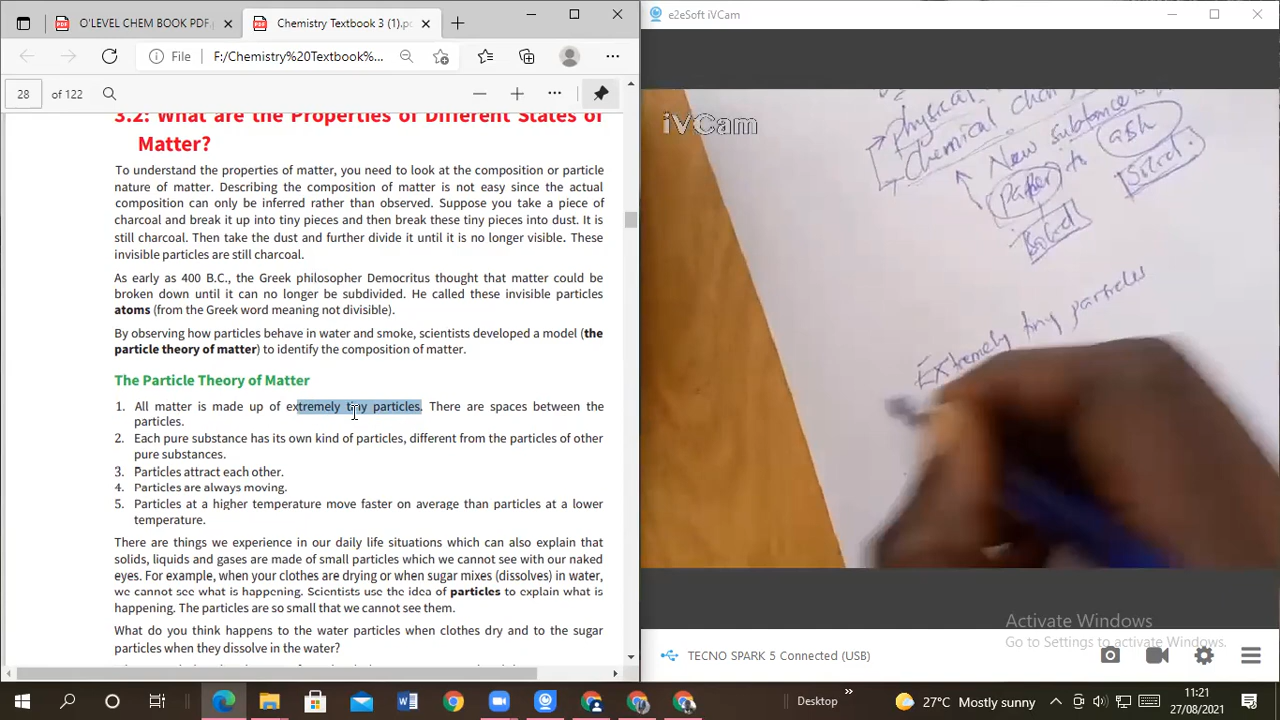 O'LEVEL CHEM BOOK PDF.p
Chemistry Textbook 3 (1).pc
File
F:/Chemistry%20Textbook%...
28
of 122
3.2: What are the Properties of Different States of
Matter?
To understand the properties of matter, you need to look at the composition or particle
nature of matter. Describing the composition of matter is not easy since the actual
composition can only be inferred rather than observed. Suppose you take a piece of
charcoal and break it up into tiny pieces and then break these tiny pieces into dust. It is
still charcoal. Then take the dust and further divide it until it is no longer visible. These
invisible particles are still charcoal.
As early as 400 B.C., the Greek philosopher Democritus thought that matter could be
broken down until it can no longer be subdivided. He called these invisible particles
atoms (from the Greek word meaning not divisible).
By observing how particles behave in water and smoke, scientists developed a model (the
particle theory of matter) to identify the composition of matter.
The Particle Theory of Matter
1. All matter is made up of extremely tiny particles. There are spaces between the
particles.
2. Each pure substance has its own kind of particles, different from the particles of other
pure substances.
3. Particles attract each other.
4. Particles are always moving.
5. Particles at a higher temperature move faster on average than particles at a lower
temperature.
There are things we experience in our daily life situations which can also explain that
solids, liquids and gases are made of small particles which we cannot see with our naked
eyes. For example, when your clothes are drying or when sugar mixes (dissolves) in water,
we cannot see what is happening. Scientists use the idea of particles to explain what is
happening. The particles are so small that we cannot see them.
What do you think happens to the water particles when clothes dry and to the sugar
particles when they dissolve in the water?
e2eSoft iVCam
iVCam
Physical
Chemical
New substance is
Paper to ash
Solid
Solid.
Extremely tiny particles
Activate Windows
Go to Settings to activate Windows.
TECNO SPARK 5 Connected (USB)
Desktop
27°C Mostly sunny
11:21
27/08/2021